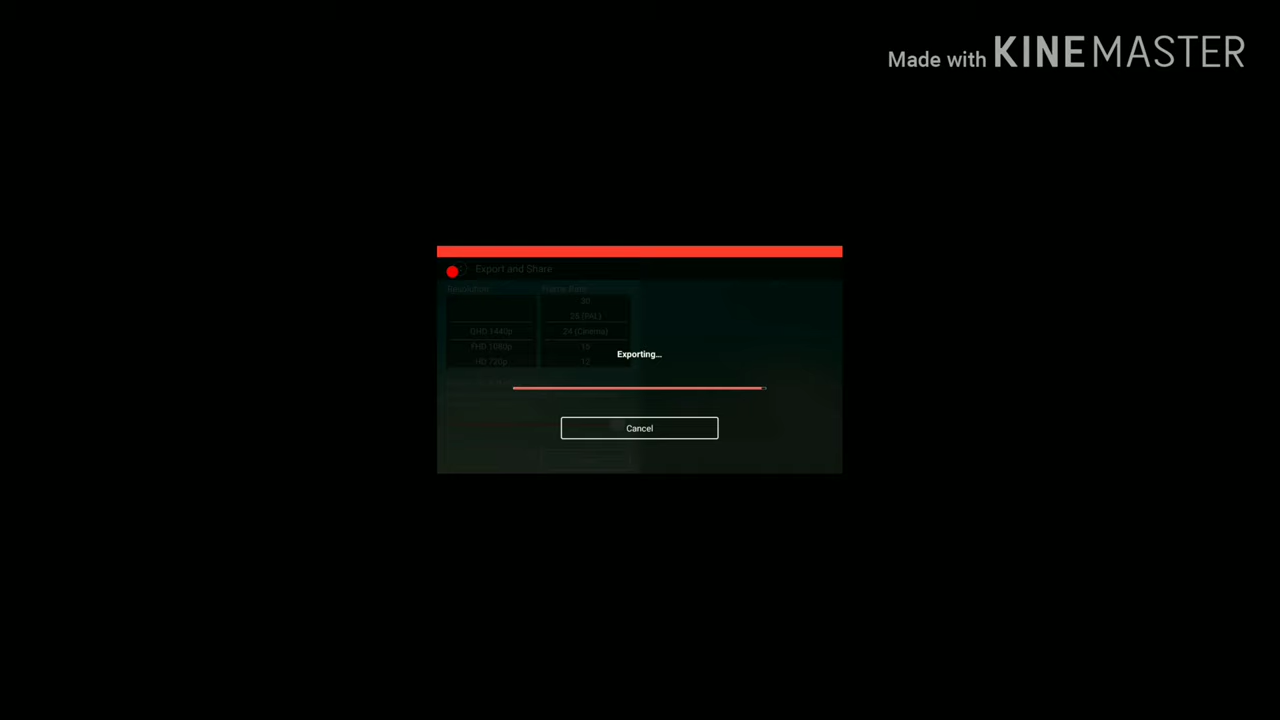 Made with KINEMASTER
Export and Share
Resolution
Frame Rate
30
25 (PAL)
QHD 1440p
24 (Cinema)
FHD 1080p
15
HD 720p
12
Exporting...
Cancel